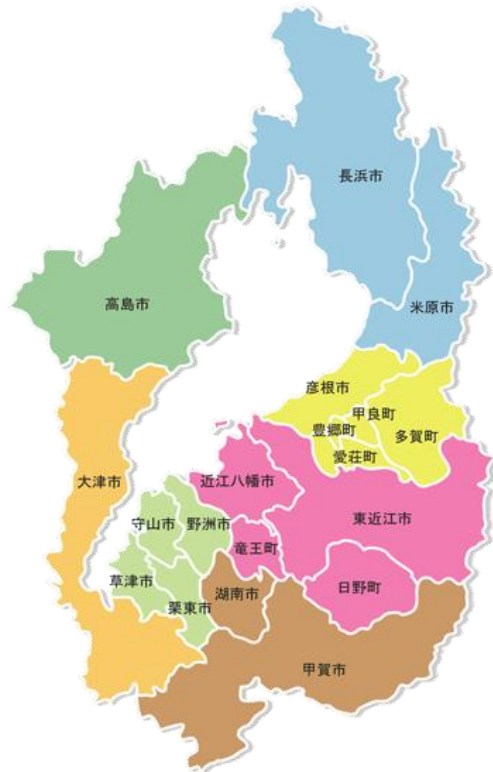 長浜市
米原市
高島市
彦根市
甲良町
豊郷町
多賀町
愛荘町
大津市
近江八幡市
東近江市
守山市
野洲市
竜王町
草津市
栗東市
湖南市
日野町
甲賀市